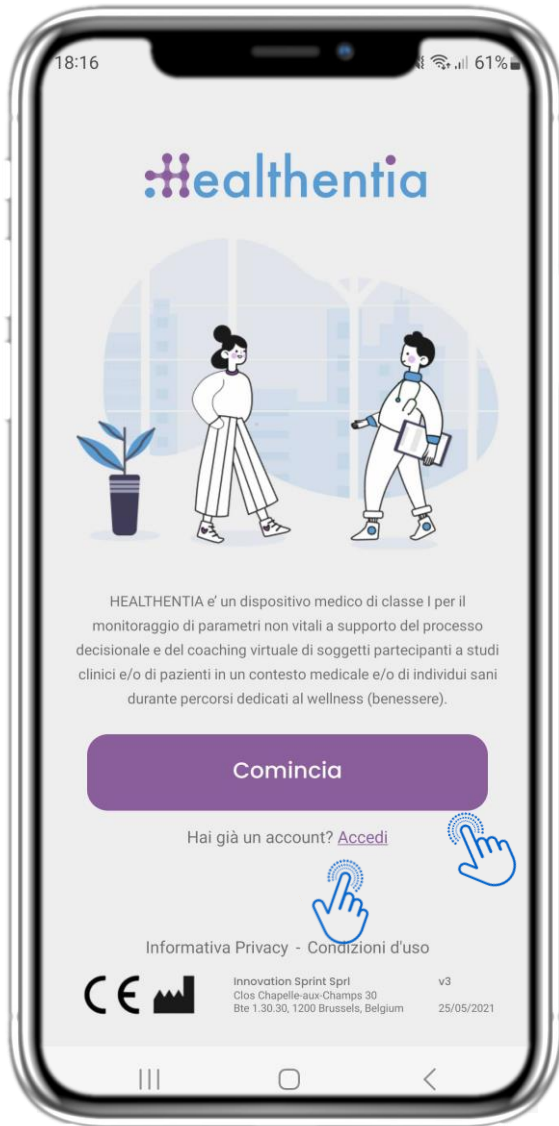 18:16
61%
Healthentia
HEALTHENTIA e' un dispositivo medico di classe I per il
monitoraggio di parametri non vitali a supporto del processo
decisionale e del coaching virtuale di soggetti partecipanti a studi
clinici e/o di pazienti in un contesto medicale e/o di individui sani
durante percorsi dedicati al wellness (benessere).
Comincia
Hai già un account? Accedi
Informativa Privacy - Condizioni d'uso
CE
Innovation Sprint Sprl
Clos Chapelle-aux-Champs 30
Bte 1.30.30, 1200 Brussels, Belgium
v3
25/05/2021